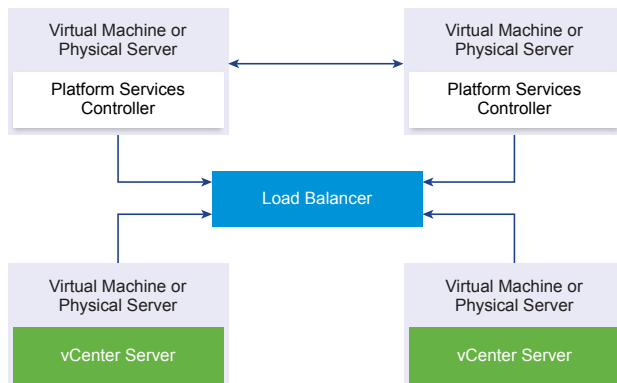 Virtual Machine or
Physical Server
Platform Services
Controller
Virtual Machine or
Physical Server
Platform Services
Controller
Load Balancer
Virtual Machine or
Physical Server
vCenter Server
Virtual Machine or
Physical Server
vCenter Server